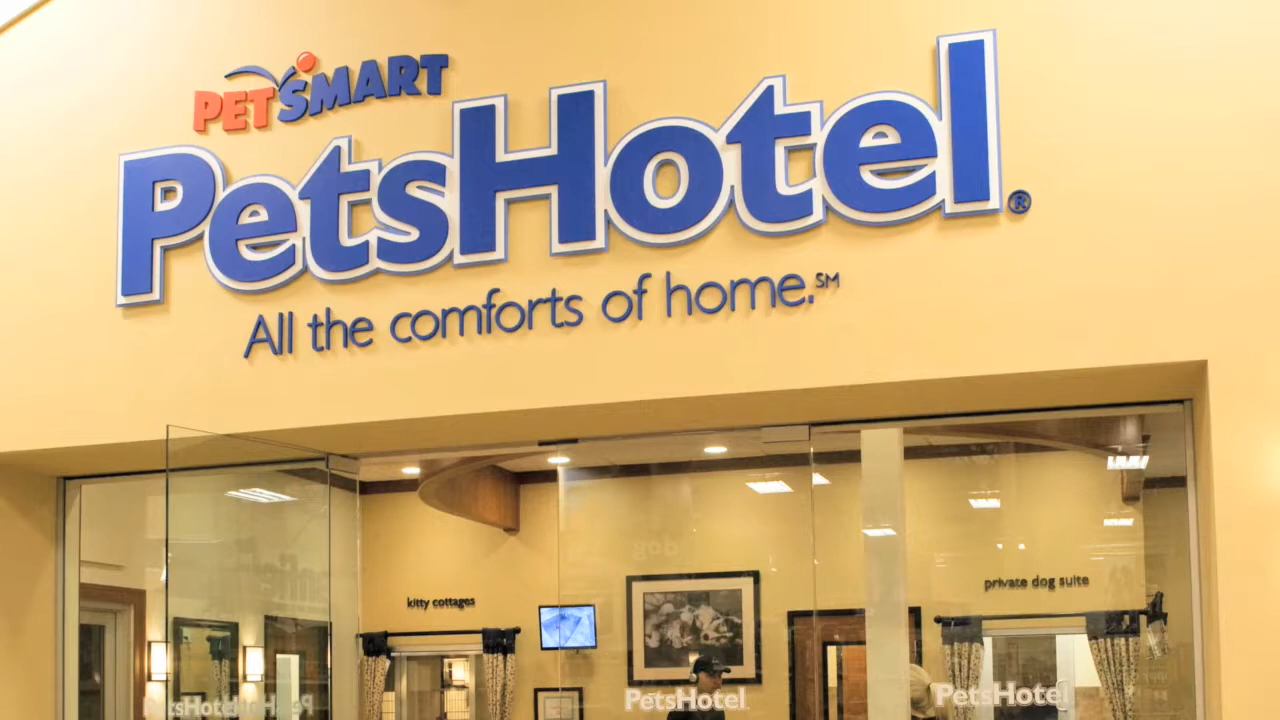 PETSMART
PetsHotel®
All the comforts of home.℠
kitty cottages
private dog suite
PetsHotel
PetsHotel
PetsHotel